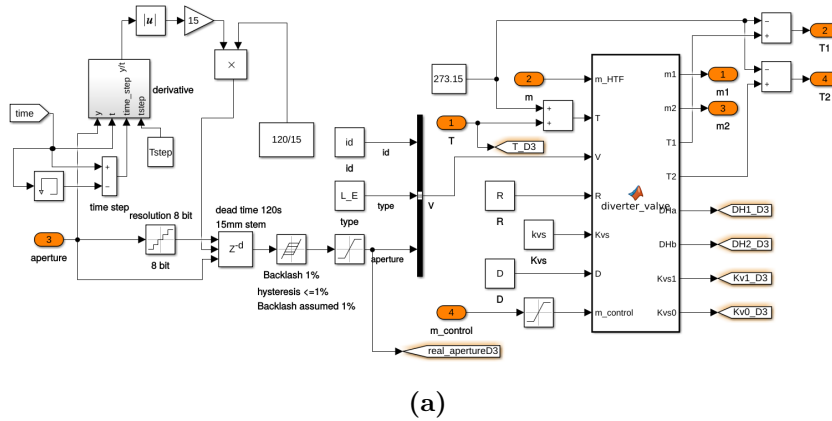 |u|
15
×
y/t
time_step
tstep
y
t
derivative
time
Tstep
120/15
+
−
time step
resolution 8 bit
dead time 120s
15mm stem
3
aperture
8 bit
Z-d
Backlash 1%
hysteresis <=1%
Backlash assumed 1%
id
id
id
L_E
type
type
V
aperture
real_apertureD3
273.15
2
m
1
T
+
+
T_D3
R
R
kvs
Kvs
D
D
4
m_control
m_HTF
T
V
R
Kvs
D
m_control
diverter_valve
m1
m2
T1
T2
DHa
DHb
Kvs1
Kvs0
−
+
2
T1
−
+
4
T2
1
m1
3
m2
DH1_D3
DH2_D3
Kv1_D3
Kv0_D3
(a)